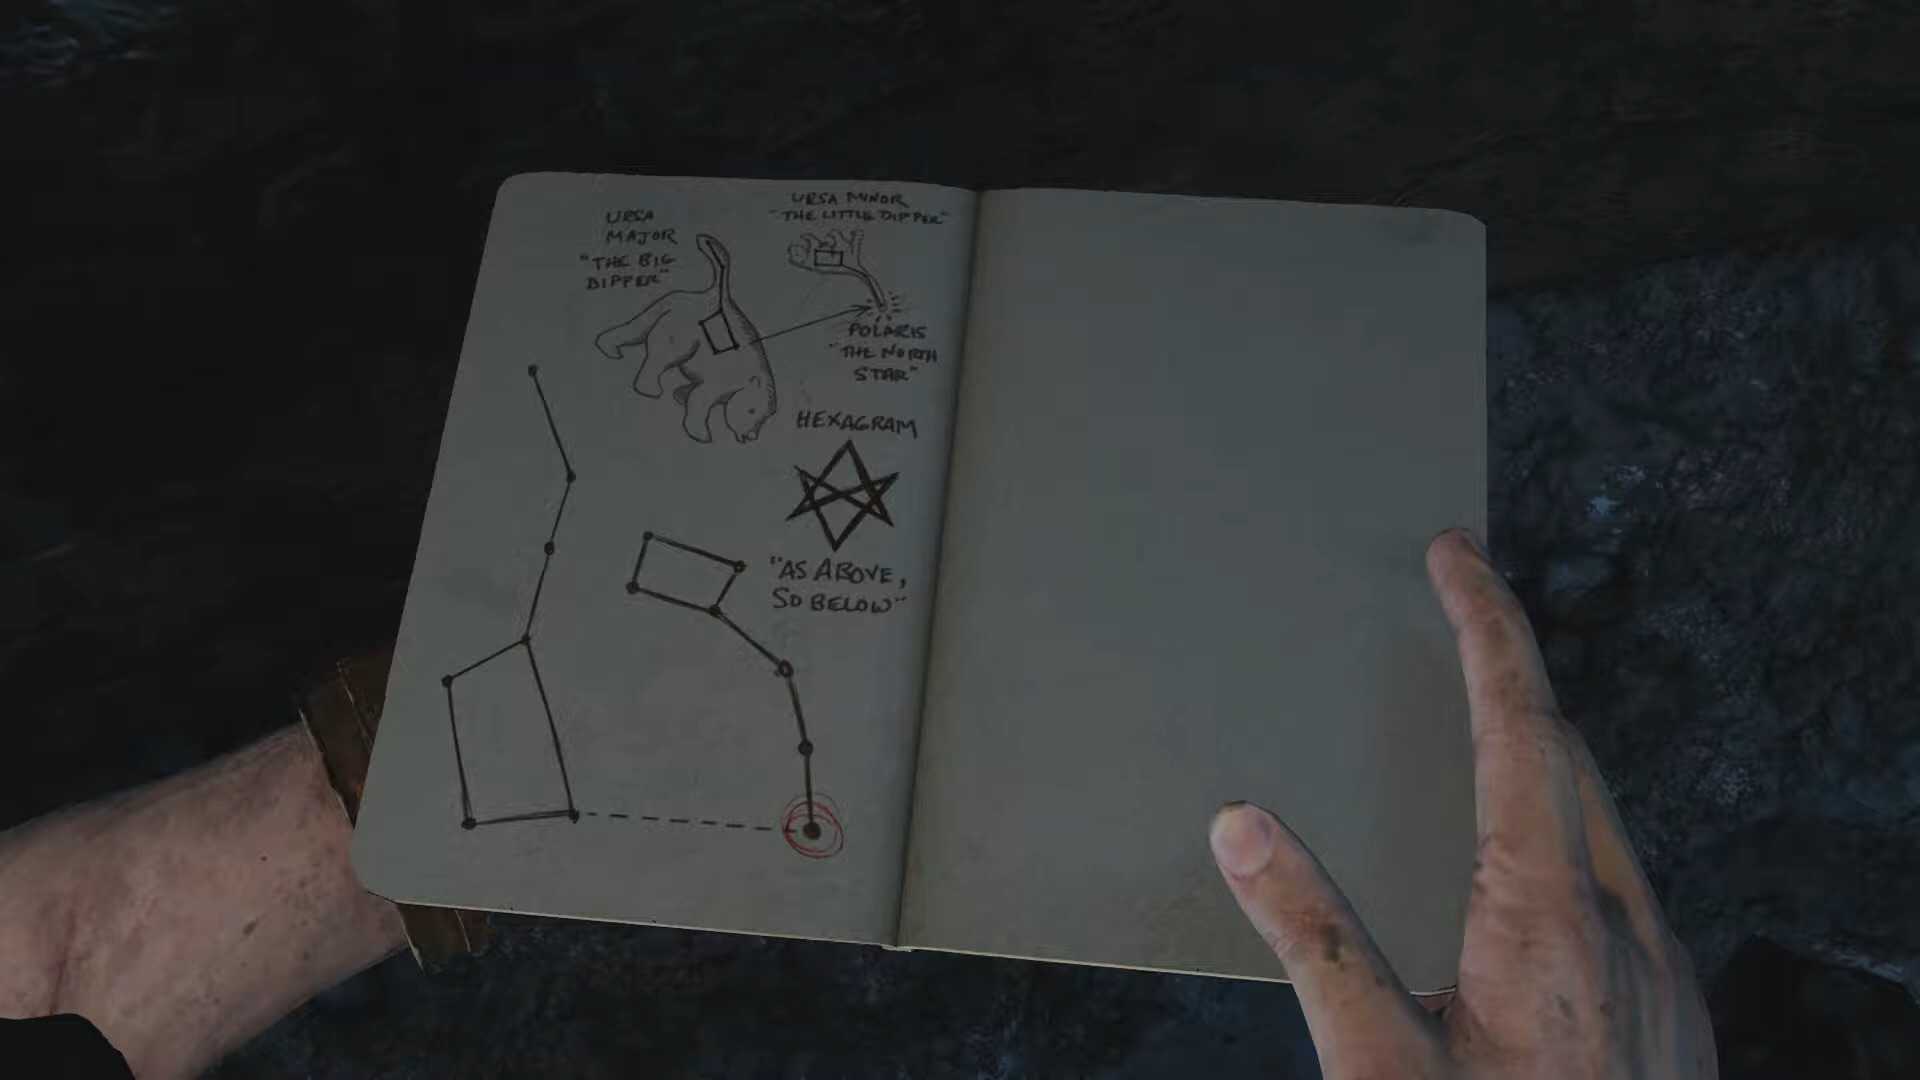 URSA
MAJOR
"THE BIG
DIPPER"
URSA MINOR
"THE LITTLE DIPPER"
POLARIS
"THE NORTH
STAR"
HEXAGRAM
"AS ABOVE,
SO BELOW"